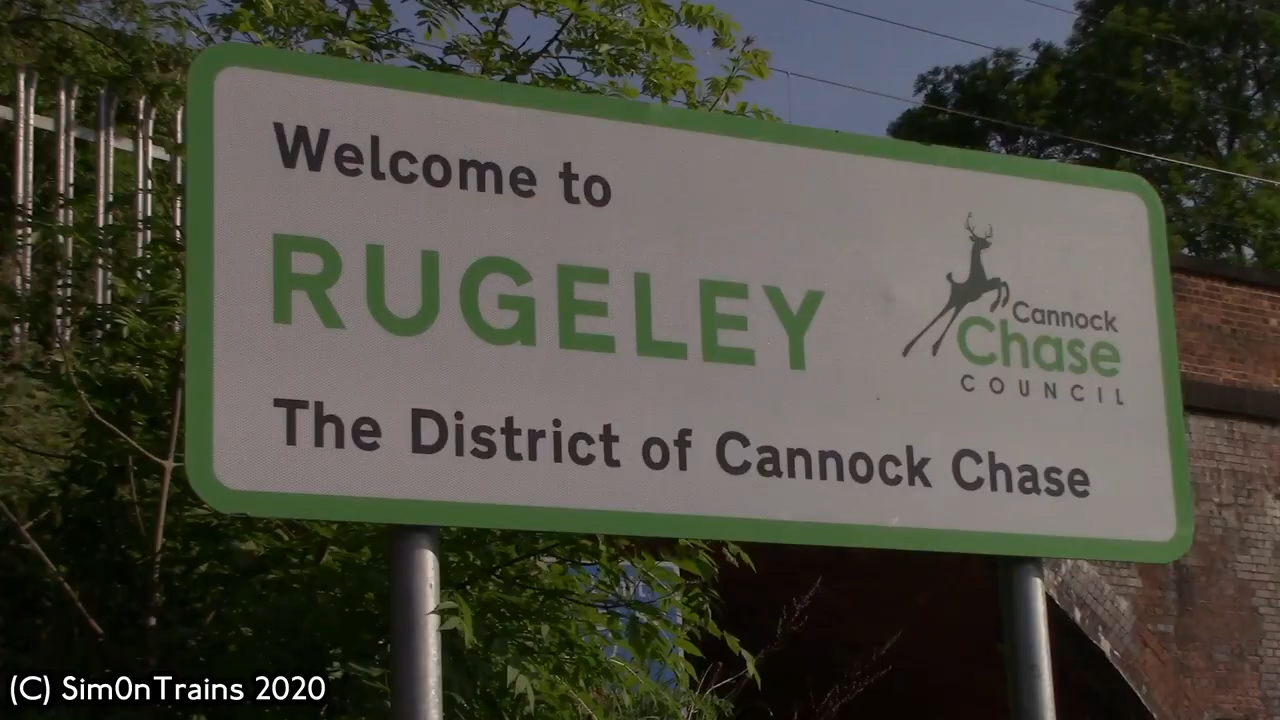 Welcome to
RUGELEY
Cannock
Chase
COUNCIL
The District of Cannock Chase
(C) Sim0nTrains 2020